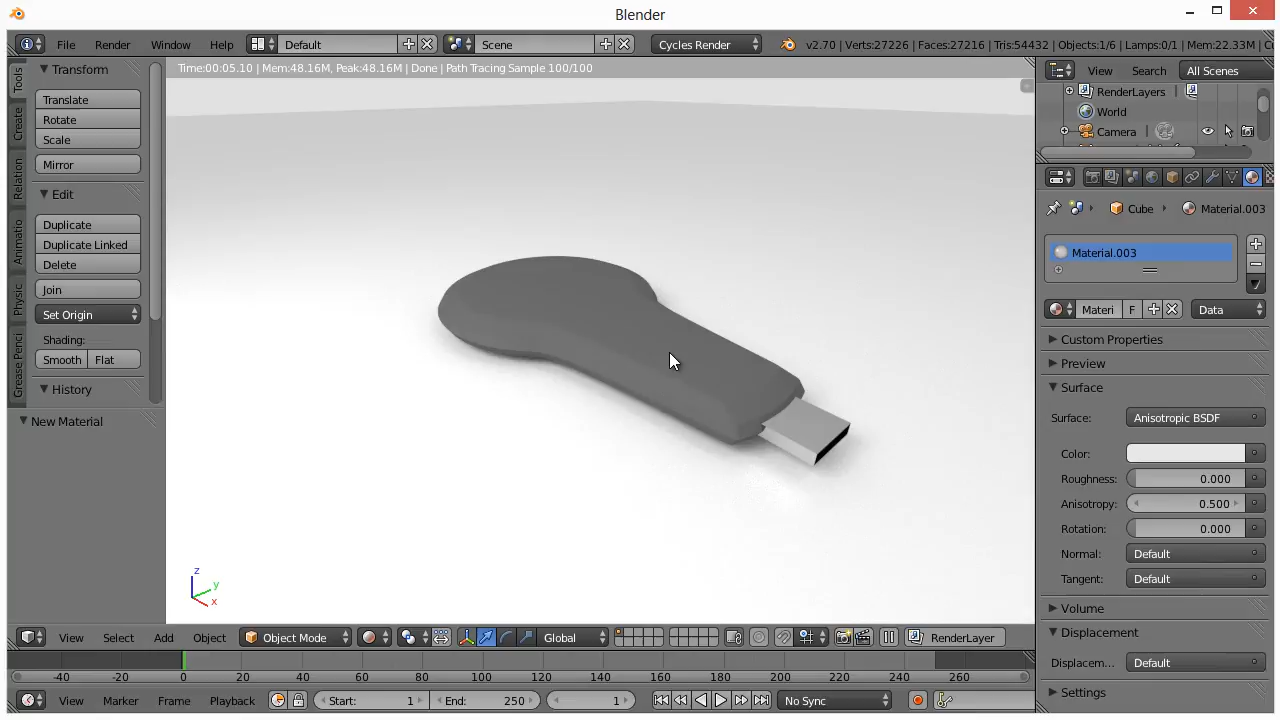 Blender
File Render Window Help Default Scene Cycles Render v2.70 | Verts:27226 | Faces:27216 | Tris:54432 | Objects:1/6 | Lamps:0/1 | Mem:22.33M
Time:00:05.10 | Mem:48.16M, Peak:48.16M | Done | Path Tracing Sample 100/100
Tools
Create
Relation
Animatio
Physic
Grease Penci
Transform
Translate
Rotate
Scale
Mirror
Edit
Duplicate
Duplicate Linked
Delete
Join
Set Origin
Shading:
Smooth Flat
History
New Material
z
y
x
View Search All Scenes
RenderLayers |
World
Camera
Cube Material.003
Material.003
Materi F Data
Custom Properties
Preview
Surface
Surface: Anisotropic BSDF
Color:
Roughness: 0.000
Anisotropy: 0.500
Rotation: 0.000
Normal: Default
Tangent: Default
Volume
Displacement
Displacem... Default
Settings
View Select Add Object Object Mode Global RenderLayer
-40 -20 0 20 40 60 80 100 120 140 160 180 200 220 240 260
View Marker Frame Playback Start: 1 End: 250 1 No Sync